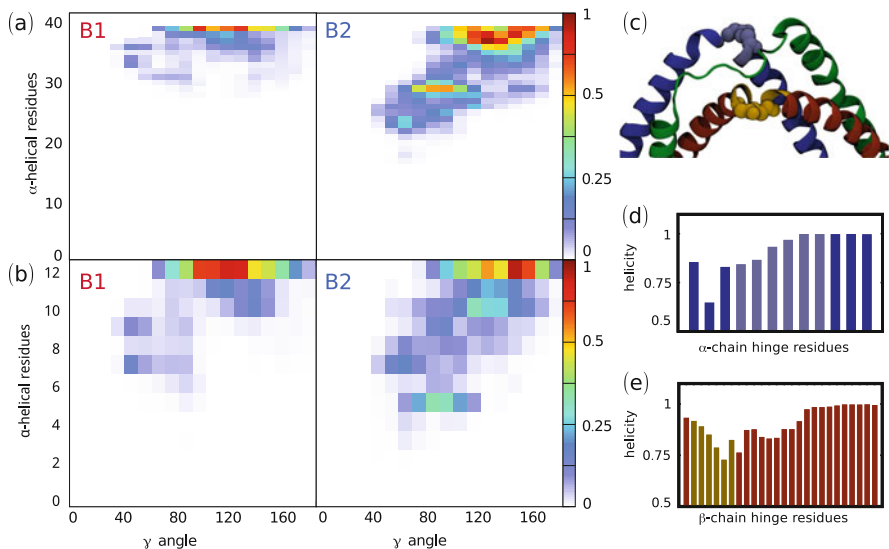 (a)
B1
B2
α-helical residues
40
30
20
10
0
1
0.5
0.25
0
(b)
B1
B2
α-helical residues
12
10
8
6
4
2
0
1
0.5
0.25
0
0 40 80 120 160
0 40 80 120 160
γ angle
γ angle
(c)
(d)
helicity
1
0.75
0.5
α-chain hinge residues
(e)
helicity
1
0.75
0.5
β-chain hinge residues